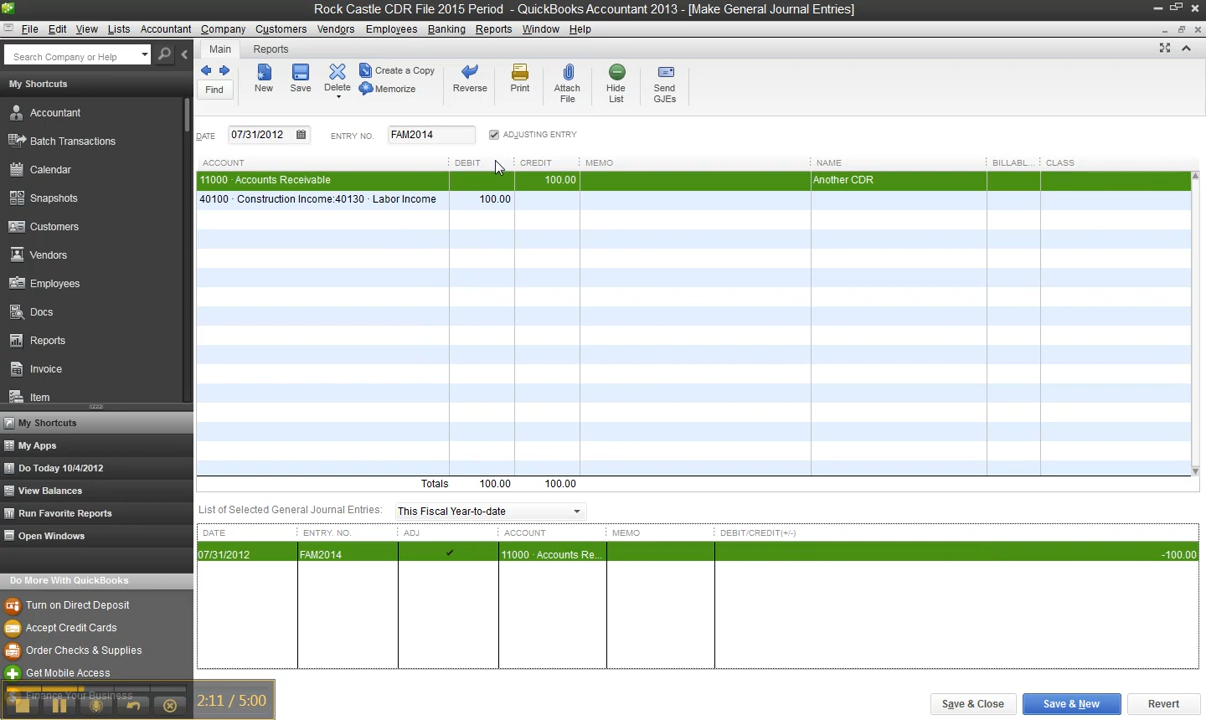 Rock Castle CDR File 2015 Period - QuickBooks Accountant 2013 - [Make General Journal Entries]
File Edit View Lists Accountant Company Customers Vendors Employees Banking Reports Window Help
Search Company or Help
Main Reports
My Shortcuts
Find
New
Save
Delete
Create a Copy
Memorize
Reverse
Print
Attach
File
Hide
List
Send
GJEs
Accountant
Batch Transactions
Calendar
Snapshots
Customers
Vendors
Employees
Docs
Reports
Invoice
Item
DATE 07/31/2012 ENTRY NO. FAM2014 ADJUSTING ENTRY
ACCOUNT DEBIT CREDIT MEMO NAME BILLABL... CLASS
11000 · Accounts Receivable 100.00 Another CDR
40100 · Construction Income:40130 · Labor Income 100.00
Totals 100.00 100.00
My Shortcuts
My Apps
Do Today 10/4/2012
View Balances
Run Favorite Reports
Open Windows
List of Selected General Journal Entries: This Fiscal Year-to-date
DATE ENTRY. NO. ADJ ACCOUNT MEMO DEBIT/CREDIT(+/-)
07/31/2012 FAM2014 ✓ 11000 · Accounts Re... -100.00
Do More With QuickBooks
Turn on Direct Deposit
Accept Credit Cards
Order Checks & Supplies
Get Mobile Access
Finance Your Business
2:11 / 5:00
Save & Close Save & New Revert